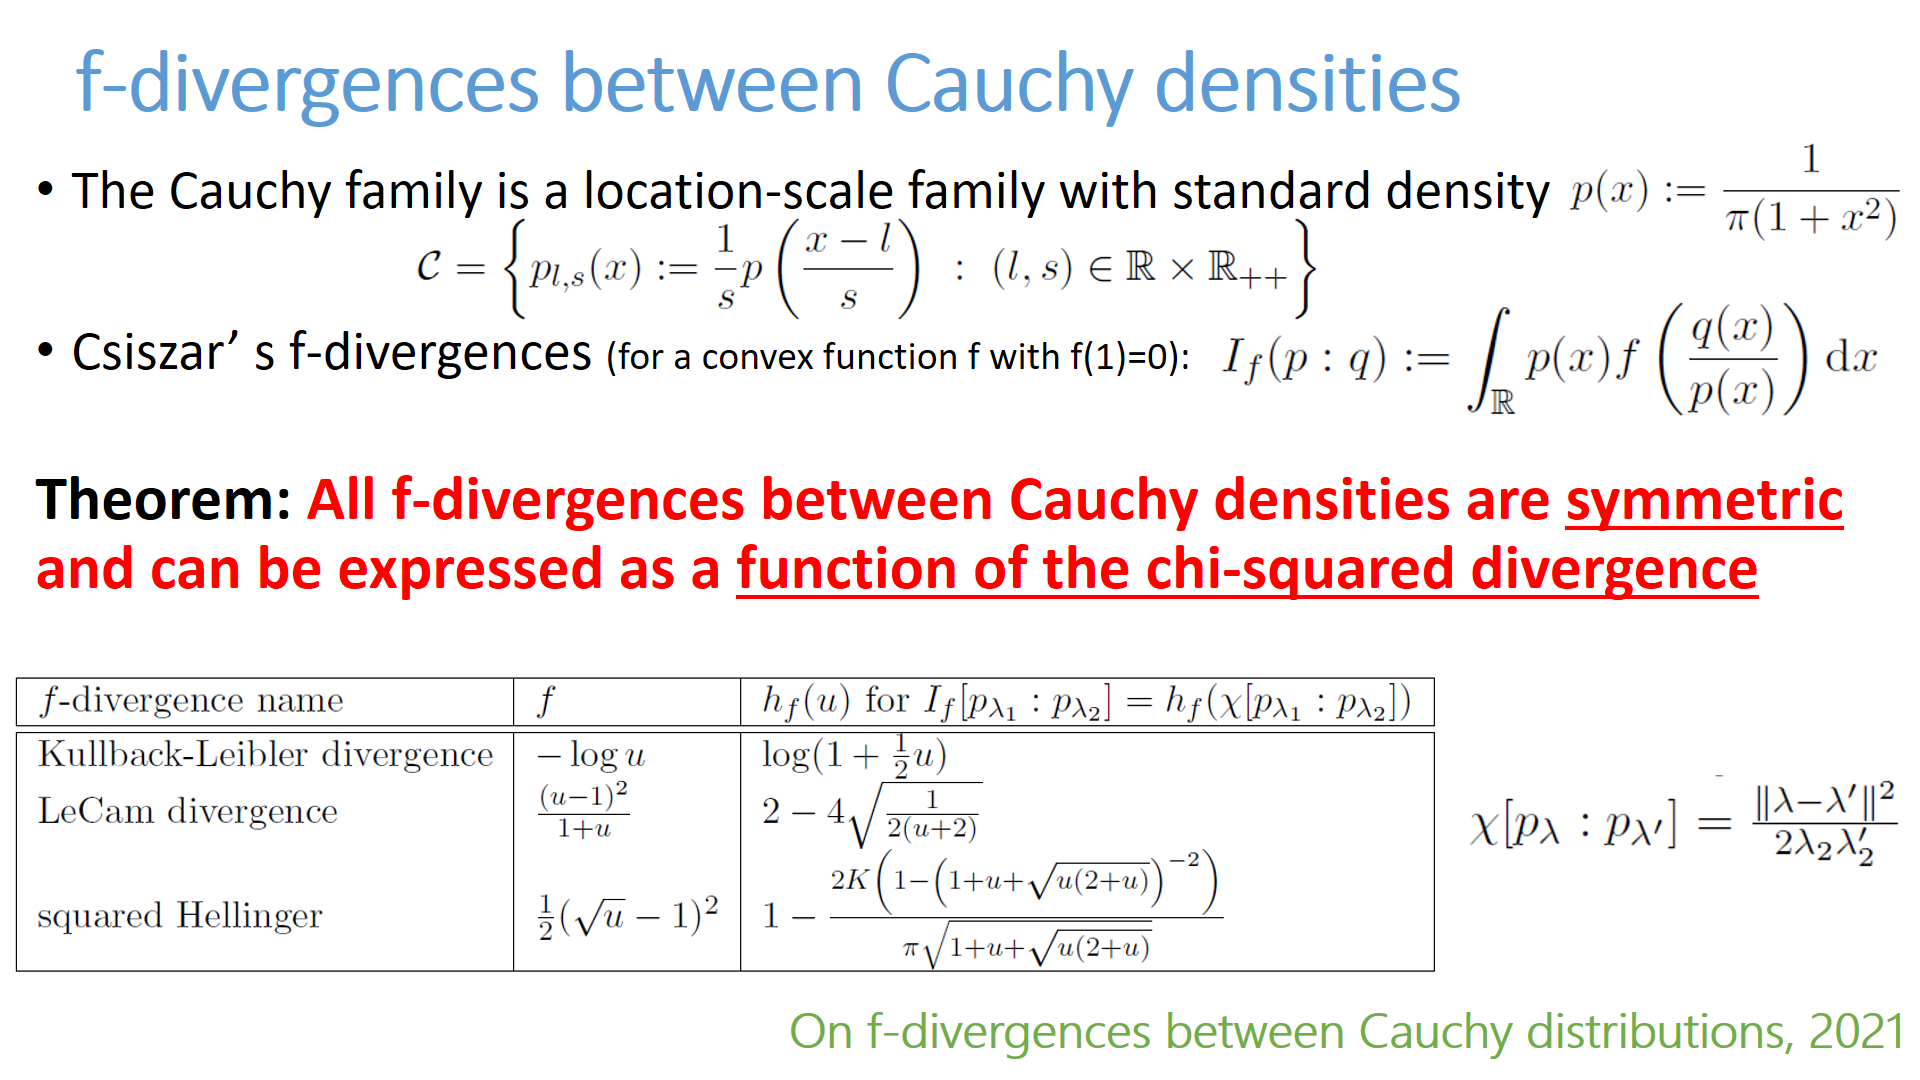 f-divergences between Cauchy densities
• The Cauchy family is a location-scale family with standard density $p(x) := \frac{1}{\pi(1+x^2)}$
$\mathcal{C} = \left\{ p_{l,s}(x) := \frac{1}{s} p\left(\frac{x-l}{s}\right) \ : \ (l,s) \in \mathbb{R} \times \mathbb{R}_{++} \right\}$
• Csiszar’ s f-divergences (for a convex function f with f(1)=0): $I_f(p:q) := \int_{\mathbb{R}} p(x) f\left(\frac{q(x)}{p(x)}\right) \mathrm{d}x$
Theorem: All f-divergences between Cauchy densities are symmetric
and can be expressed as a function of the chi-squared divergence
f-divergence name $f$ $h_f(u)$ for $I_f[p_{\lambda_1} : p_{\lambda_2}] = h_f(\chi[p_{\lambda_1} : p_{\lambda_2}])$
Kullback-Leibler divergence $-\log u$ $\log(1+\frac{1}{2}u)$
LeCam divergence $\frac{(u-1)^2}{1+u}$ $2-4\sqrt{\frac{1}{2(u+2)}}$
squared Hellinger $\frac{1}{2}(\sqrt{u}-1)^2$ $1-\frac{2K\left(1-\left(1+u+\sqrt{u(2+u)}\right)^{-2}\right)}{\pi\sqrt{1+u+\sqrt{u(2+u)}}}$
$\chi[p_\lambda : p_{\lambda'}] = \frac{\|\lambda-\lambda'\|^2}{2\lambda_2\lambda_2'}$
On f-divergences between Cauchy distributions, 2021